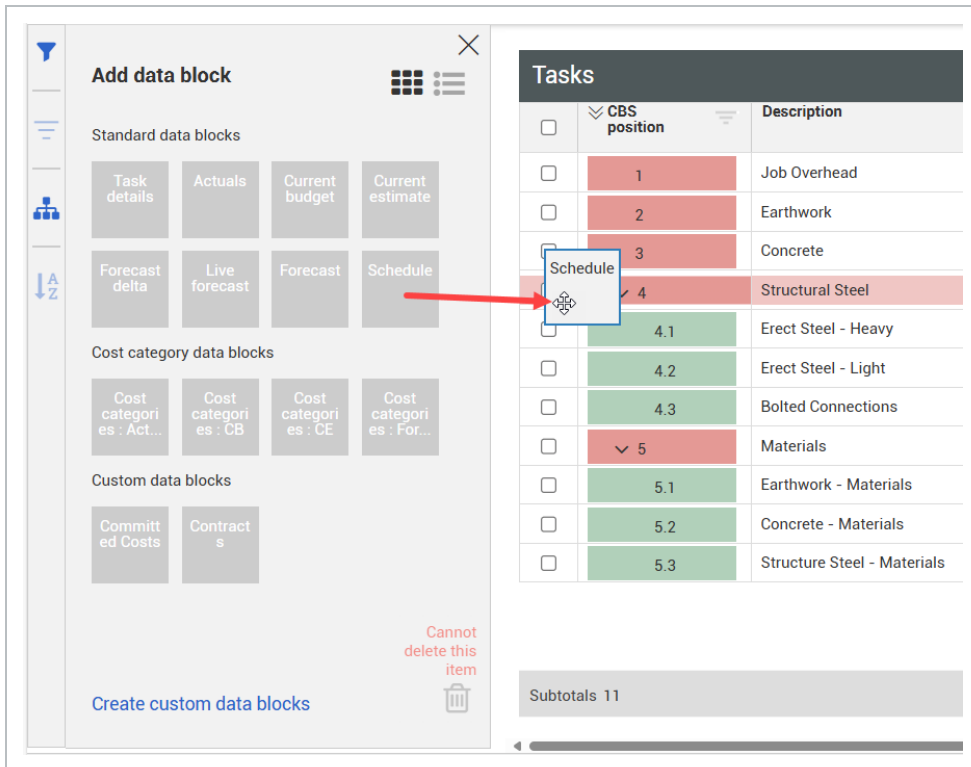 Add data block
Standard data blocks
Task
details
Actuals
Current
budget
Current
estimate
Forecast
delta
Live
forecast
Forecast
Schedule
Cost category data blocks
Cost
categori
es : Act...
Cost
categori
es : CB
Cost
categori
es : CE
Cost
categori
es : For...
Custom data blocks
Committ
ed Costs
Contract
s
Cannot
delete this
item
Create custom data blocks
A
Z
Tasks
CBS
position
Description
1 Job Overhead
2 Earthwork
3 Concrete
Schedule
4 Structural Steel
4.1 Erect Steel - Heavy
4.2 Erect Steel - Light
4.3 Bolted Connections
5 Materials
5.1 Earthwork - Materials
5.2 Concrete - Materials
5.3 Structure Steel - Materials
Subtotals 11